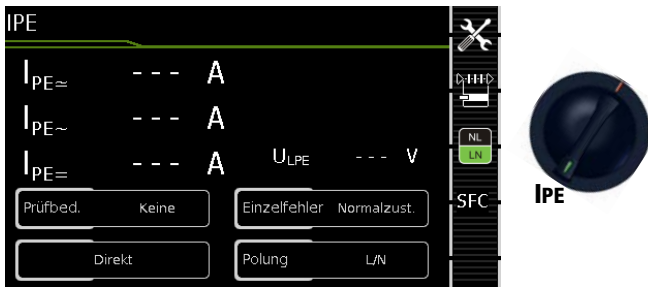 IPE
IPE≃ --- A
IPE~ --- A
IPE= --- A ULPE --- V
Prüfbed. Keine Einzelfehler Normalzust.
Direkt Polung L/N
NL
LN
SFC
IPE